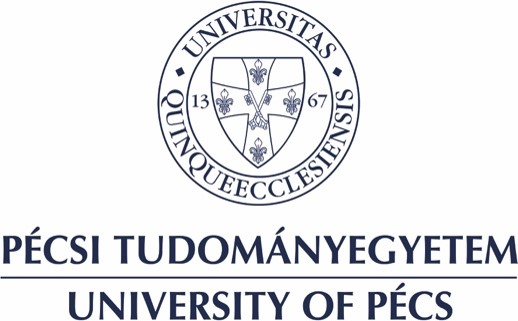 UNIVERSITAS
QUINQUEECCLESIENSIS
13 67
PÉCSI TUDOMÁNYEGYETEM
UNIVERSITY OF PÉCS